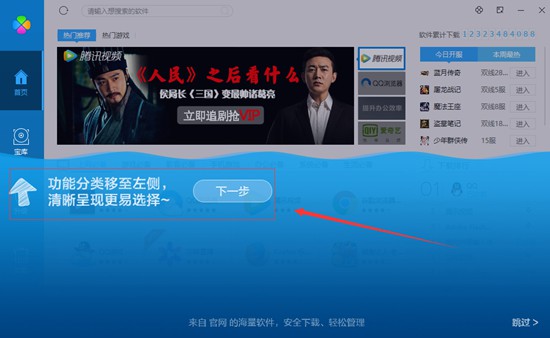 请输入想搜索的软件
热门推荐 热门游戏
软件累计下载 1 2 3 2 3 4 8 4 0 8 8
腾讯视频
《人民》之后看什么
侯局长《三国》变最帅诸葛亮
立即追剧抢VIP
腾讯视频
QQ浏览器
提升办公效率
爱奇艺
今日开服 本周最热
蓝月传奇 双线28... 进入
屠龙战记 双线5服 进入
魔法王座 双线18... 进入
盗墓笔记 双线12... 进入
少年群侠传 15服 进入
首页
宝库
功能分类移至左侧，
清晰呈现更易选择~
下一步
01
来自 官网 的海量软件，安全下载、轻松管理
跳过 >